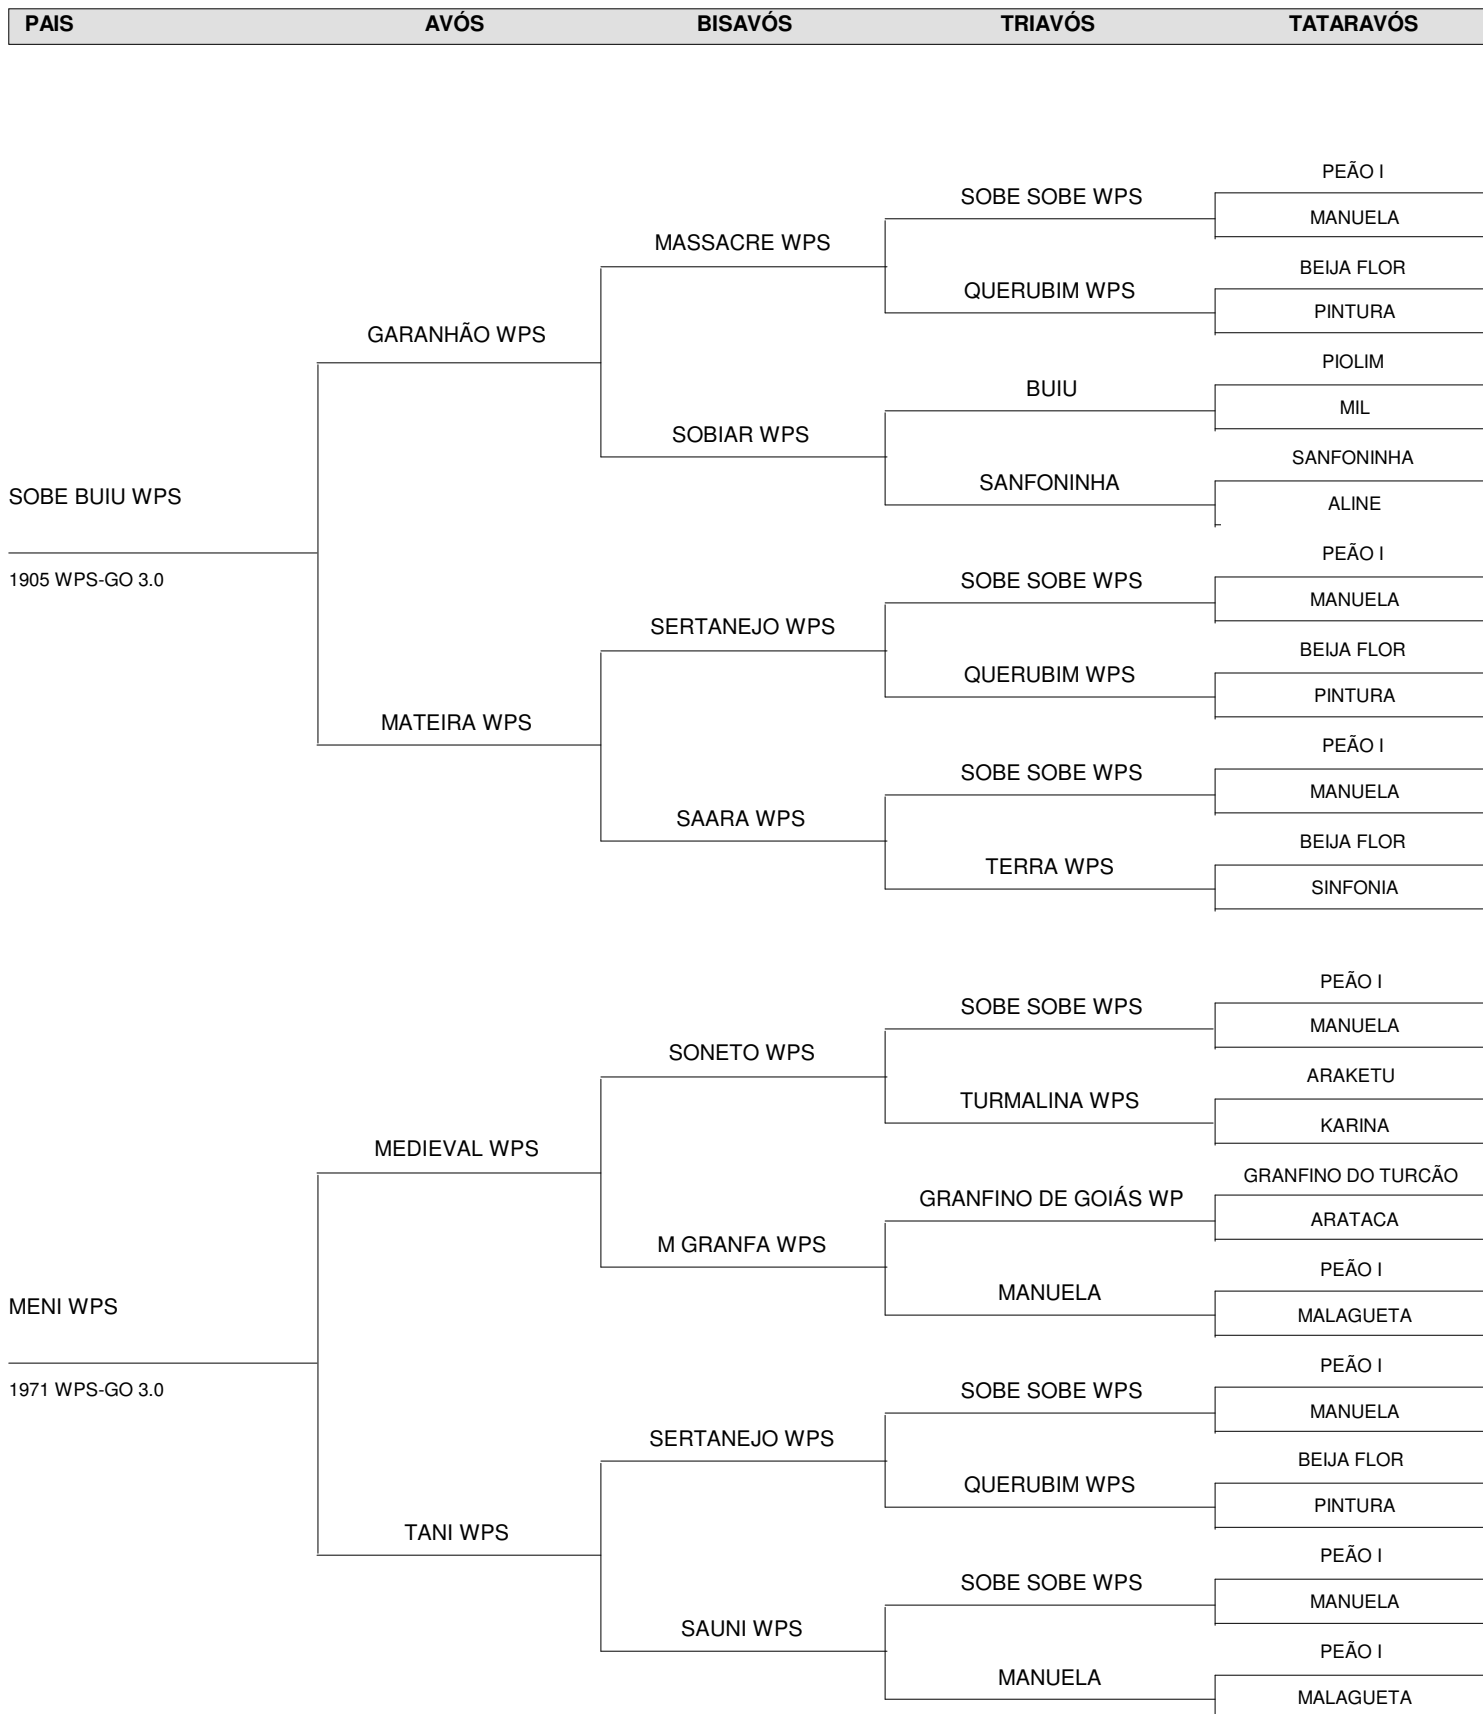 PAIS AVÓS BISAVÓS TRIAVÓS TATARAVÓS
PEÃO I
SOBE SOBE WPS
MANUELA
MASSACRE WPS
BEIJA FLOR
QUERUBIM WPS
PINTURA
GARANHÃO WPS
PIOLIM
BUIU
MIL
SOBIAR WPS
SANFONINHA
SANFONINHA
SOBE BUIU WPS
ALINE
PEÃO I
1905 WPS-GO 3.0
SOBE SOBE WPS
MANUELA
SERTANEJO WPS
BEIJA FLOR
QUERUBIM WPS
PINTURA
MATEIRA WPS
PEÃO I
SOBE SOBE WPS
MANUELA
SAARA WPS
BEIJA FLOR
TERRA WPS
SINFONIA
PEÃO I
SOBE SOBE WPS
MANUELA
SONETO WPS
ARAKETU
TURMALINA WPS
KARINA
MEDIEVAL WPS
GRANFINO DO TURCÃO
GRANFINO DE GOIÁS WP
ARATACA
M GRANFA WPS
PEÃO I
MANUELA
MENI WPS
MALAGUETA
PEÃO I
1971 WPS-GO 3.0
SOBE SOBE WPS
MANUELA
SERTANEJO WPS
BEIJA FLOR
QUERUBIM WPS
PINTURA
TANI WPS
PEÃO I
SOBE SOBE WPS
MANUELA
SAUNI WPS
PEÃO I
MANUELA
MALAGUETA